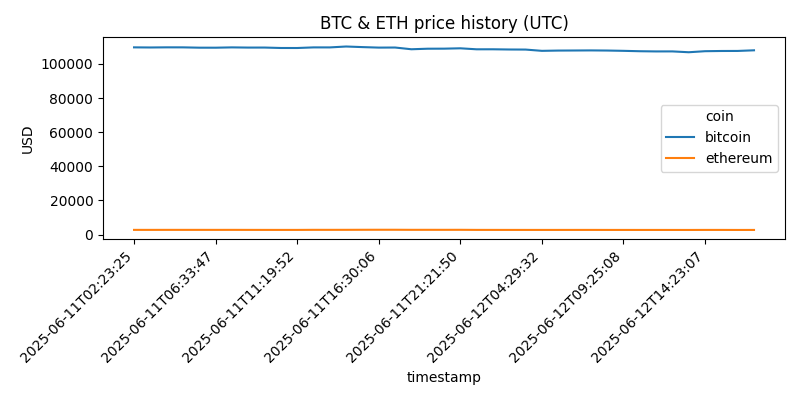 BTC & ETH price history (UTC)
100000
80000
60000
40000
20000
0
USD
coin
bitcoin
ethereum
2025-06-11T02:23:25
2025-06-11T06:33:47
2025-06-11T11:19:52
2025-06-11T16:30:06
2025-06-11T21:21:50
2025-06-12T04:29:32
2025-06-12T09:25:08
2025-06-12T14:23:07
timestamp